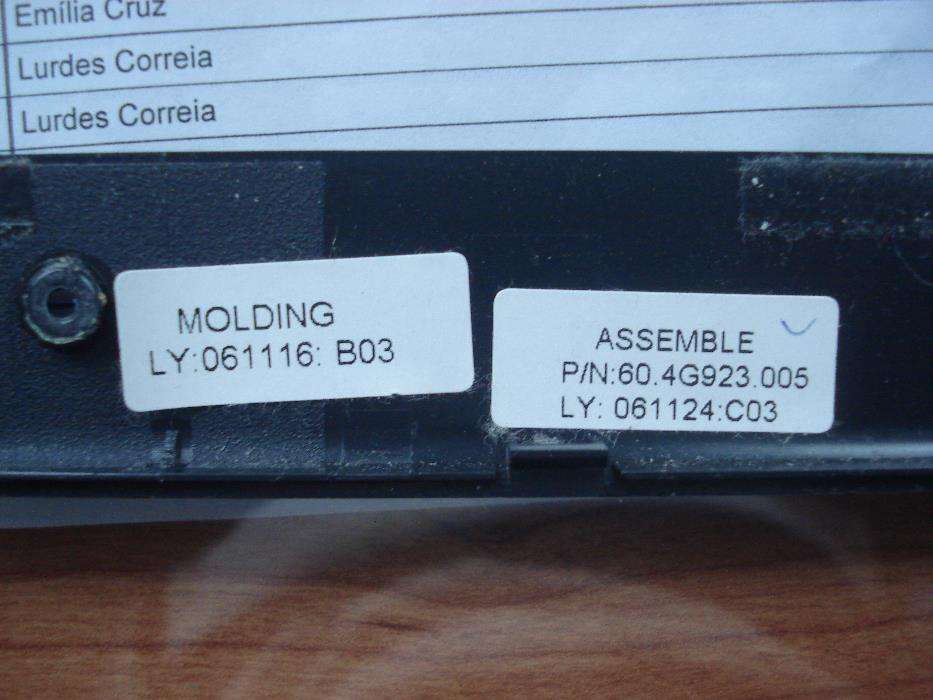 Emília Cruz
Lurdes Correia
Lurdes Correia
MOLDING
LY:061116: B03
ASSEMBLE
P/N:60.4G923.005
LY: 061124:C03